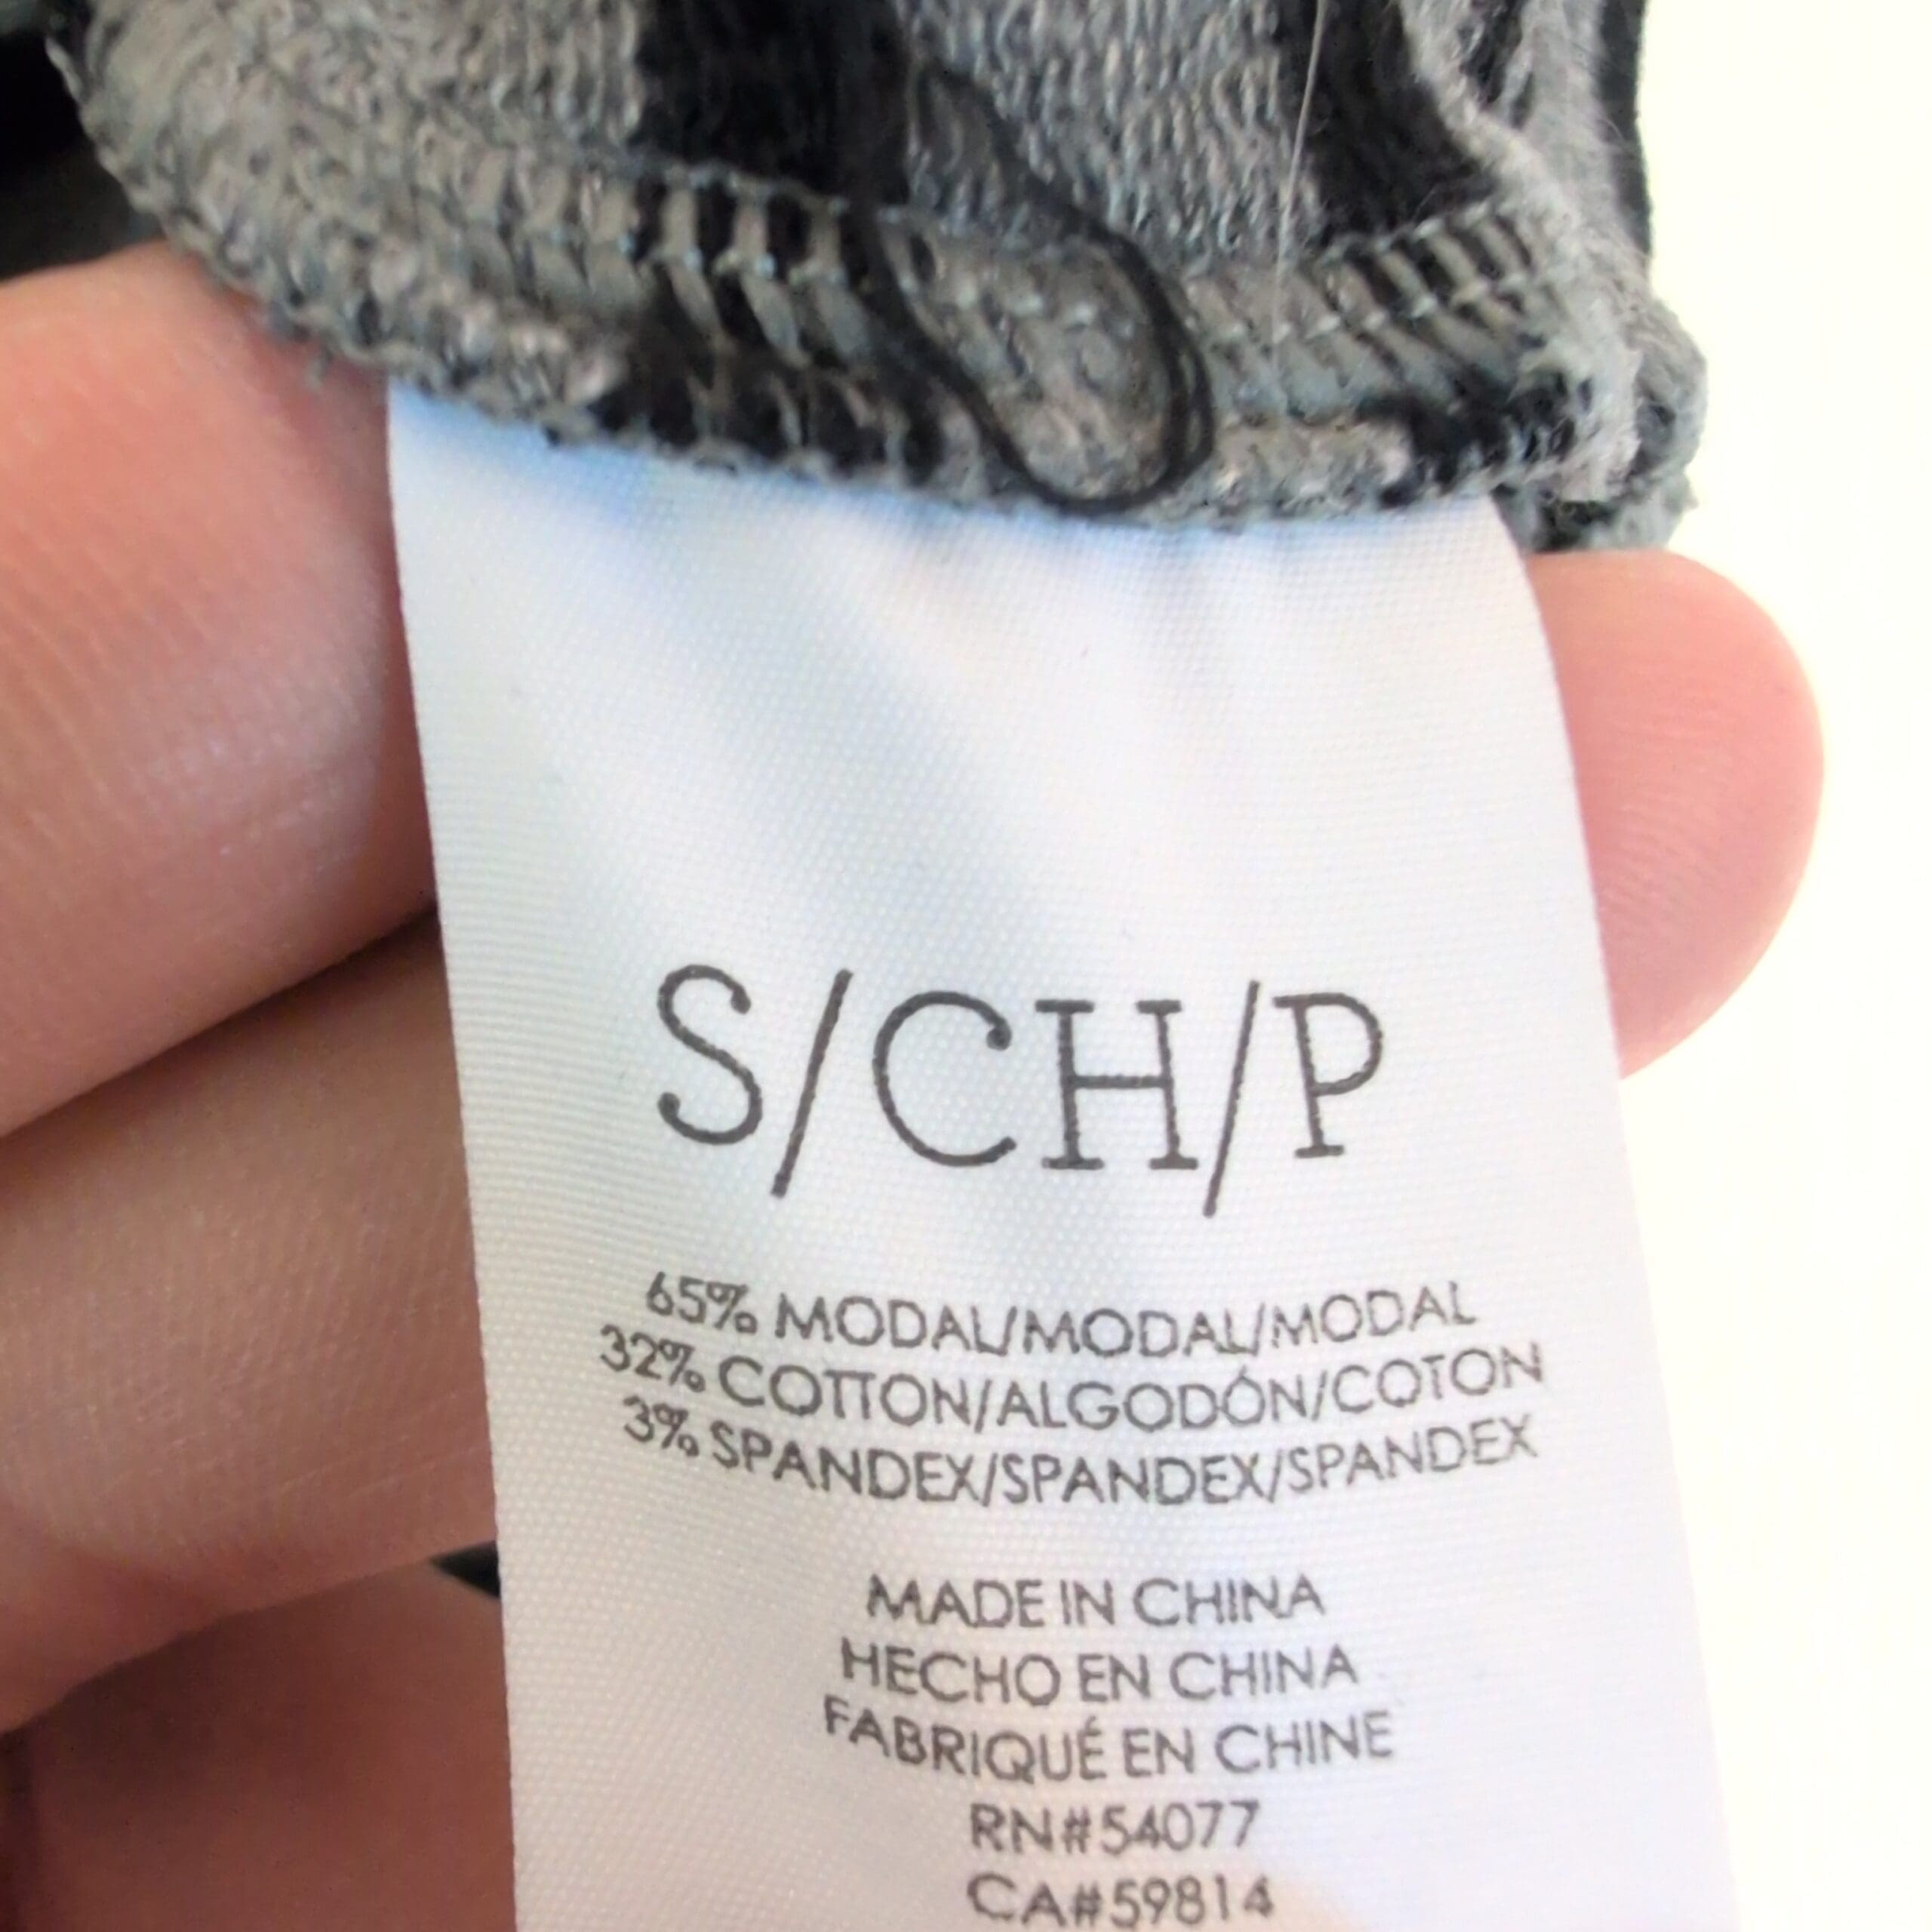 S/CH/P
65% MODAL/MODAL/MODAL
32% COTTON/ALGODÓN/COTON
3% SPANDEX/SPANDEX/SPANDEX
MADE IN CHINA
HECHO EN CHINA
FABRIQUÉ EN CHINE
RN#54077
CA#59814